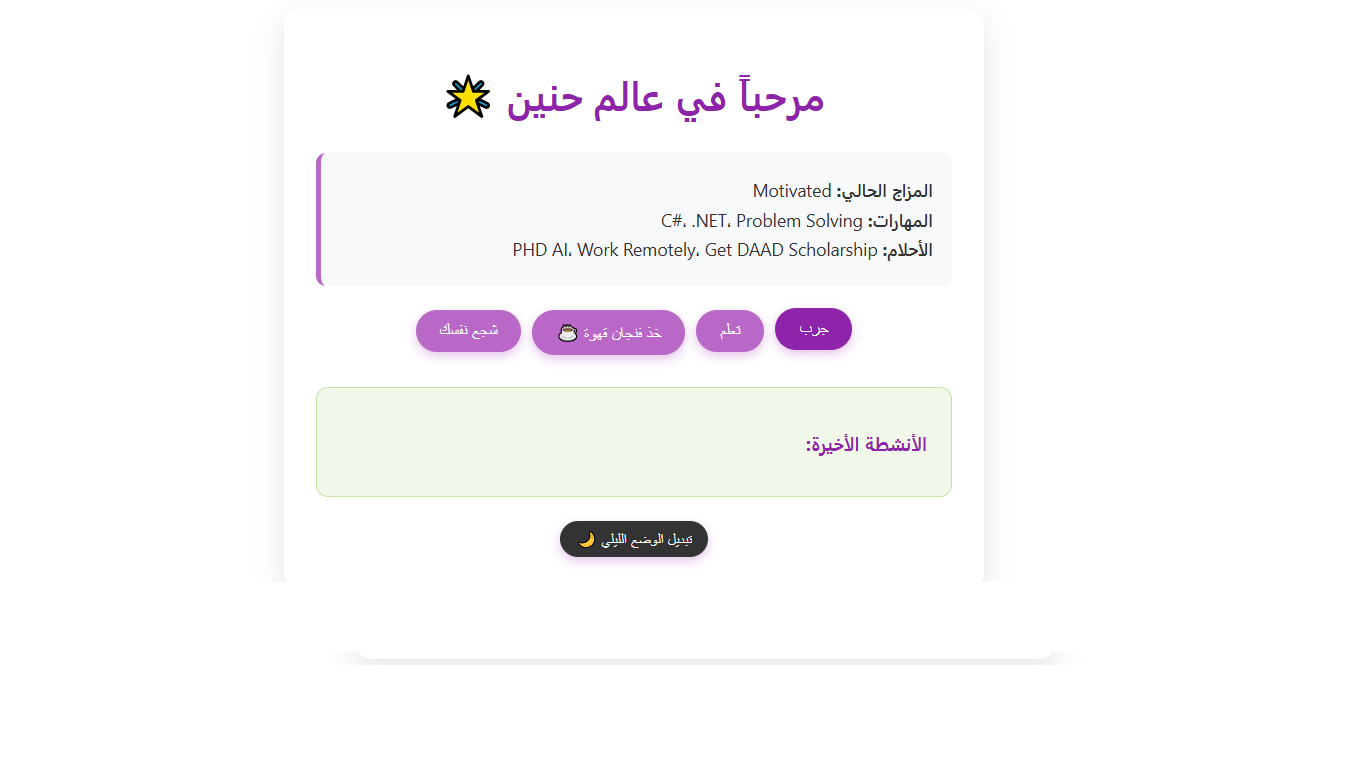 مرحباً في عالم حنين 🌟
المزاج الحالي: Motivated
المهارات: C#، .NET، Problem Solving
الأحلام: PHD AI، Work Remotely، Get DAAD Scholarship
جرب
تعلم
خذ فنجان قهوة ☕
شجع نفسك
الأنشطة الأخيرة:
تبديل الوضع الليلي 🌙